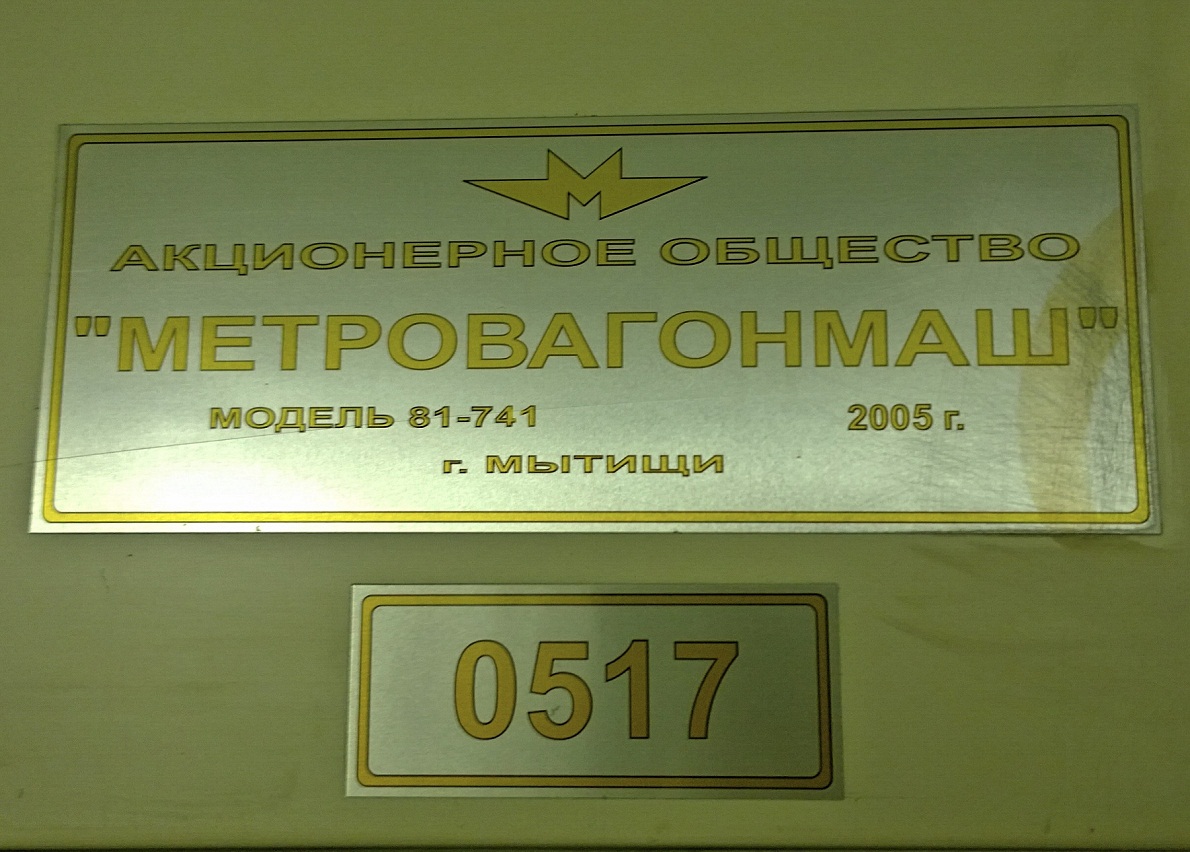 АКЦИОНЕРНОЕ ОБЩЕСТВО
"МЕТРОВАГОНМАШ"
МОДЕЛЬ 81-741 2005 г.
г. МЫТИЩИ
0517